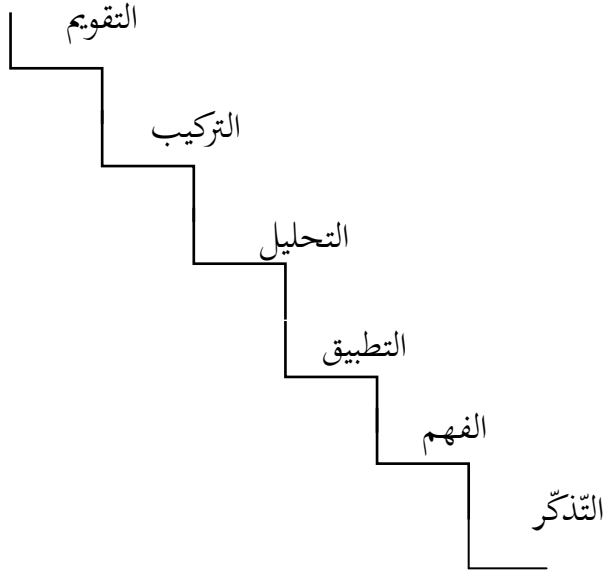 التقويم
التركيب
التحليل
التطبيق
الفهم
التّذكّر